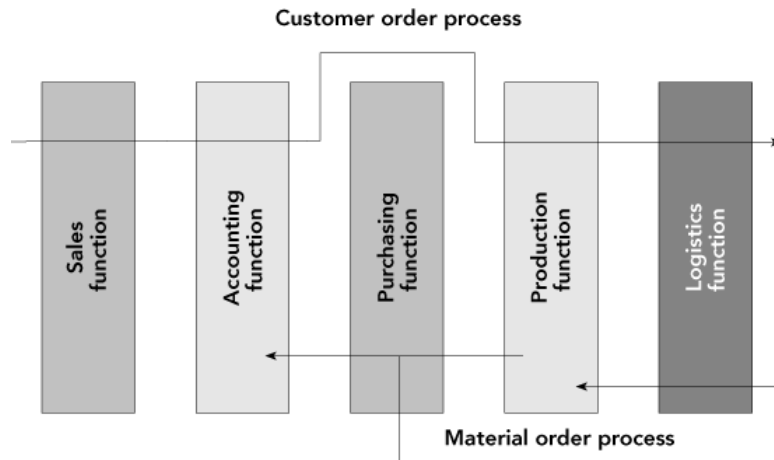 Customer order process
Sales
function
Accounting
function
Purchasing
function
Production
function
Logistics
function
Material order process